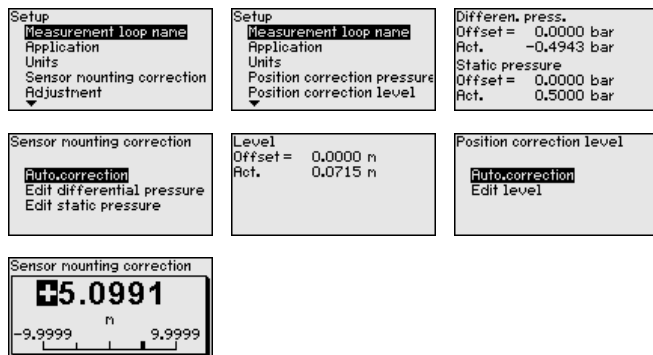 Setup
Measurement loop name
Application
Units
Sensor mounting correction
Adjustment
Setup
Measurement loop name
Application
Units
Position correction pressure
Position correction level
Differen. press.
Offset = 0.0000 bar
Act. -0.4943 bar
Static pressure
Offset = 0.0000 bar
Act. 0.5000 bar
Sensor mounting correction
Auto.correction
Edit differential pressure
Edit static pressure
Level
Offset = 0.0000 m
Act. 0.0715 m
Position correction level
Auto.correction
Edit level
Sensor mounting correction
+5.0991
m
-9.9999 9.9999